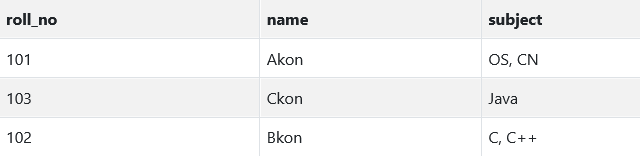 roll_no name subject
101 Akon OS, CN
103 Ckon Java
102 Bkon C, C++